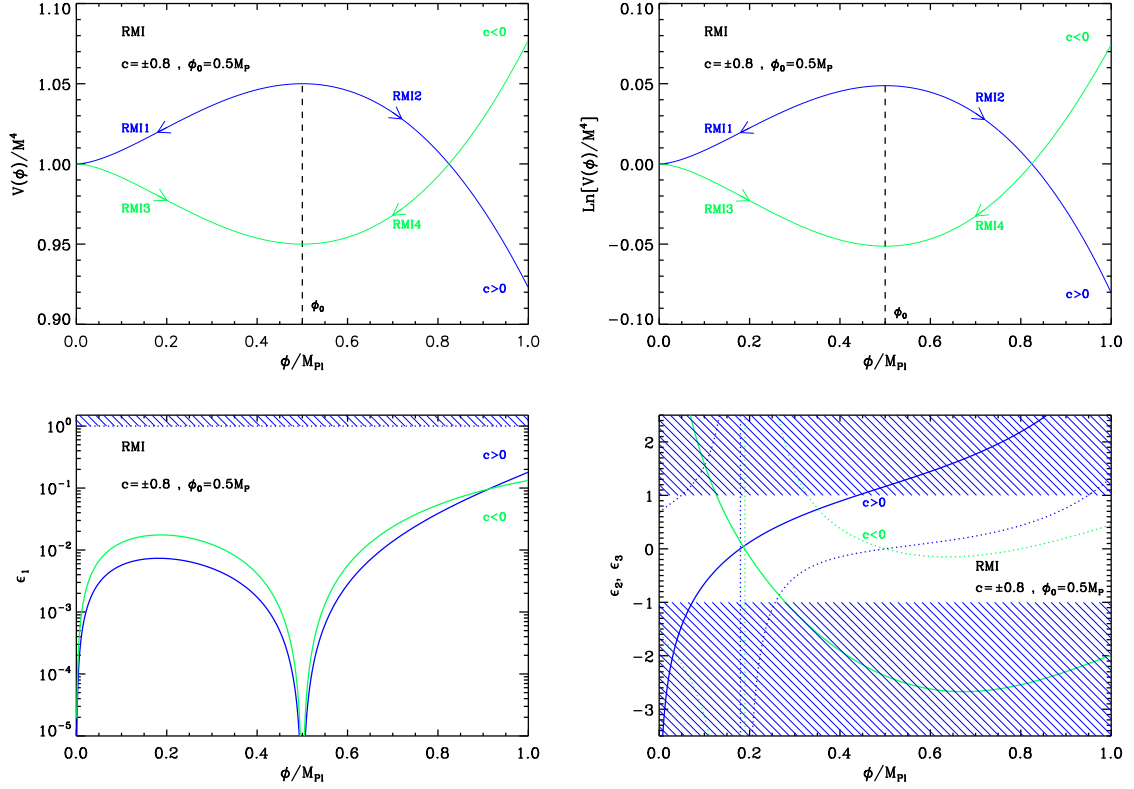 RMI
c=±0.8 , ϕ₀=0.5Mₚ
c<0
RMI1
RMI2
RMI3
RMI4
c>0
ϕ₀
1.10
1.05
1.00
0.95
0.90
V(ϕ)/M⁴
0.0 0.2 0.4 0.6 0.8 1.0
ϕ/Mₚₗ
RMI
c=±0.8 , ϕ₀=0.5Mₚ
c<0
RMI1
RMI2
RMI3
RMI4
c>0
ϕ₀
0.10
0.05
0.00
−0.05
−0.10
Ln[V(ϕ)/M⁴]
0.0 0.2 0.4 0.6 0.8 1.0
ϕ/Mₚₗ
RMI
c=±0.8 , ϕ₀=0.5Mₚ
c>0
c<0
10⁰
10⁻¹
10⁻²
10⁻³
10⁻⁴
10⁻⁵
ϵ₁
0.0 0.2 0.4 0.6 0.8 1.0
ϕ/Mₚₗ
c>0
c<0
RMI
c=±0.8 , ϕ₀=0.5Mₚ
2
1
0
−1
−2
−3
ϵ₂, ϵ₃
0.0 0.2 0.4 0.6 0.8 1.0
ϕ/Mₚₗ